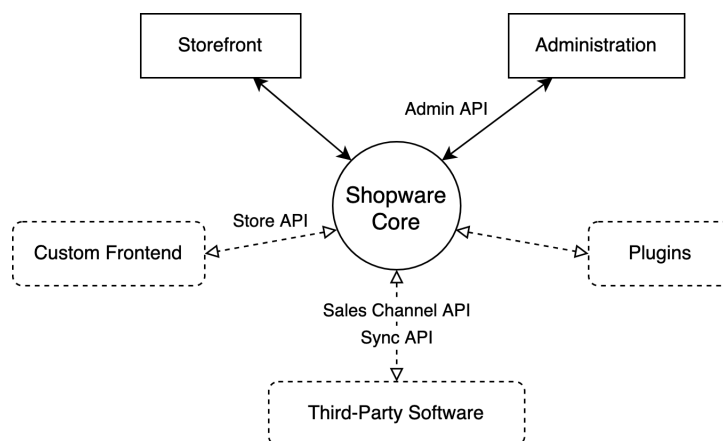 Storefront
Administration
Admin API
Shopware
Core
Store API
Custom Frontend
Plugins
Sales Channel API
Sync API
Third-Party Software